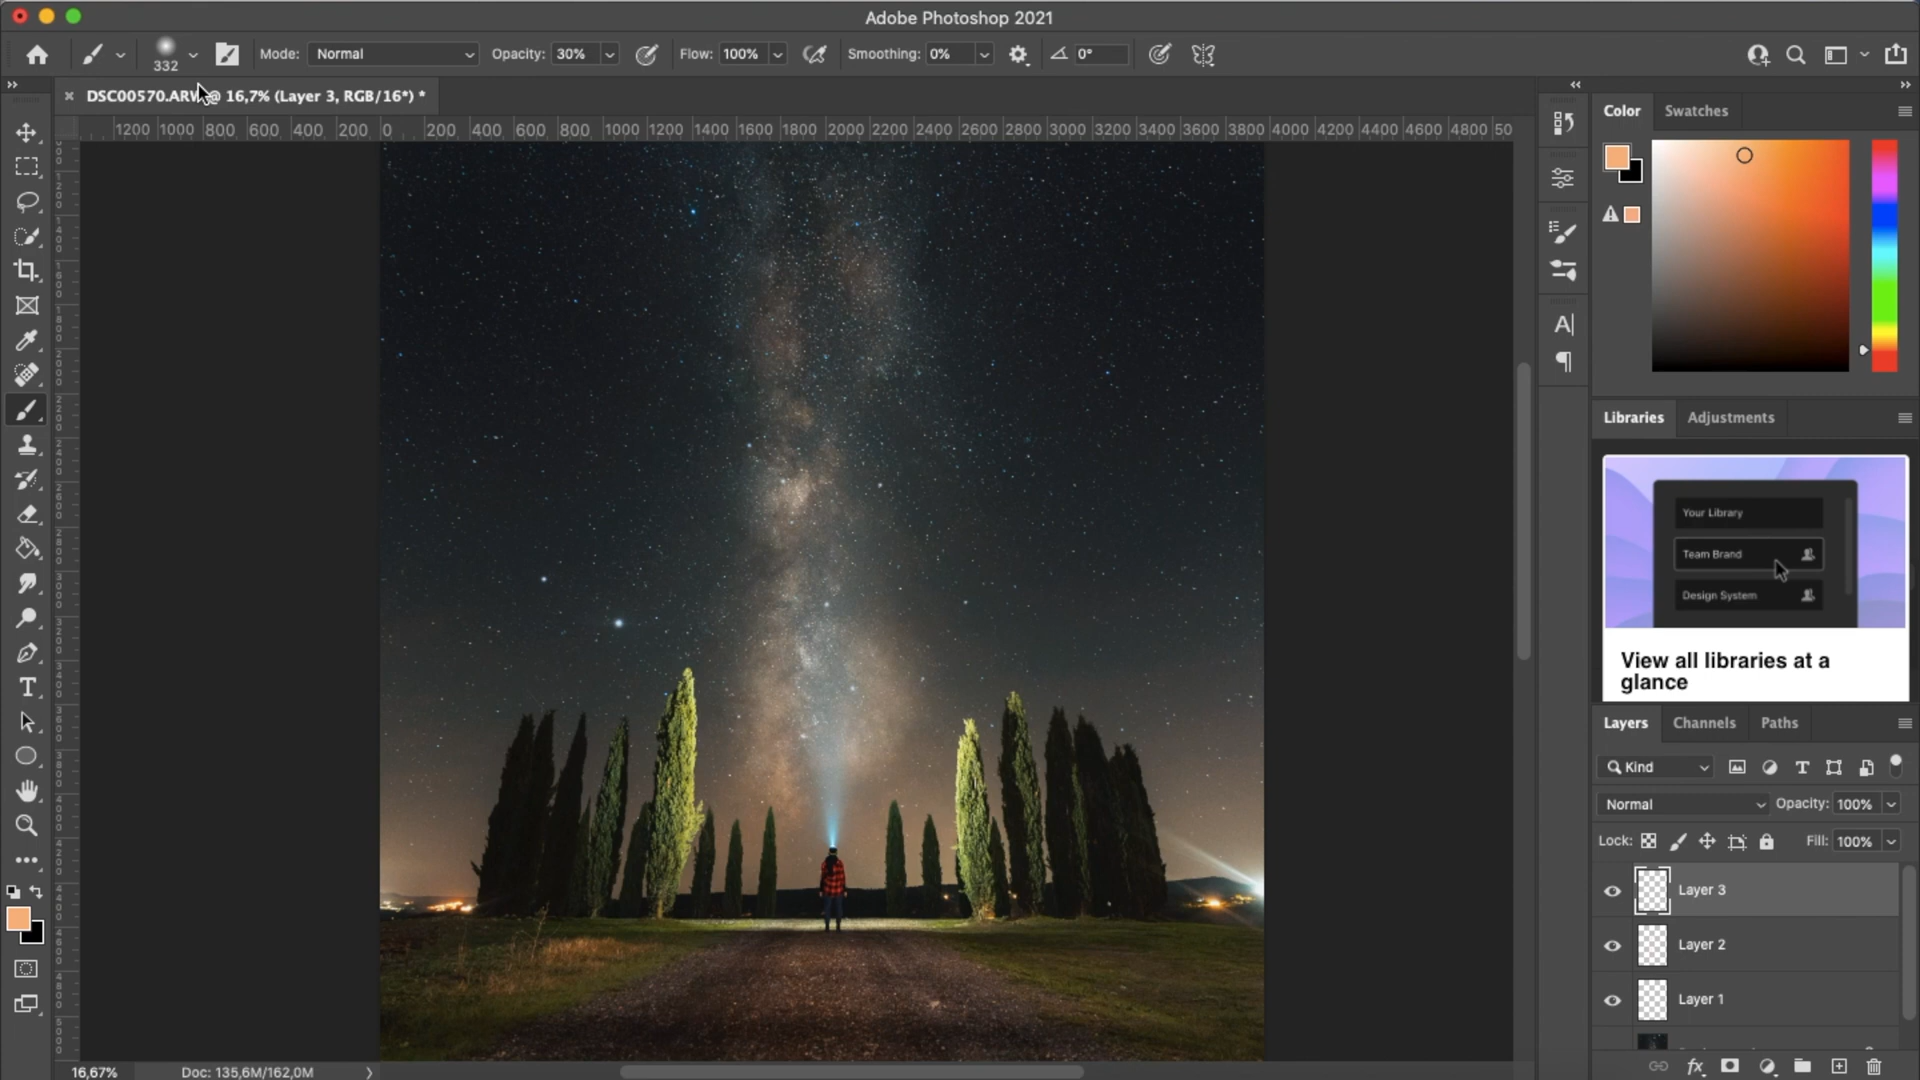 Adobe Photoshop 2021
332
Mode: Normal
Opacity: 30%
Flow: 100%
Smoothing: 0%
0°
DSC00570.ARW @ 16,7% (Layer 3, RGB/16*) *
1200 1000 800 600 400 200 0 200 400 600 800 1000 1200 1400 1600 1800 2000 2200 2400 2600 2800 3000 3200 3400 3600 3800 4000 4200 4400 4600 4800 50
Color
Swatches
Libraries
Adjustments
Your Library
Team Brand
Design System
View all libraries at a
glance
Layers
Channels
Paths
Kind
Normal
Opacity: 100%
Lock:
Fill: 100%
Layer 3
Layer 2
Layer 1
16,67%
Doc: 135,6M/162,0M